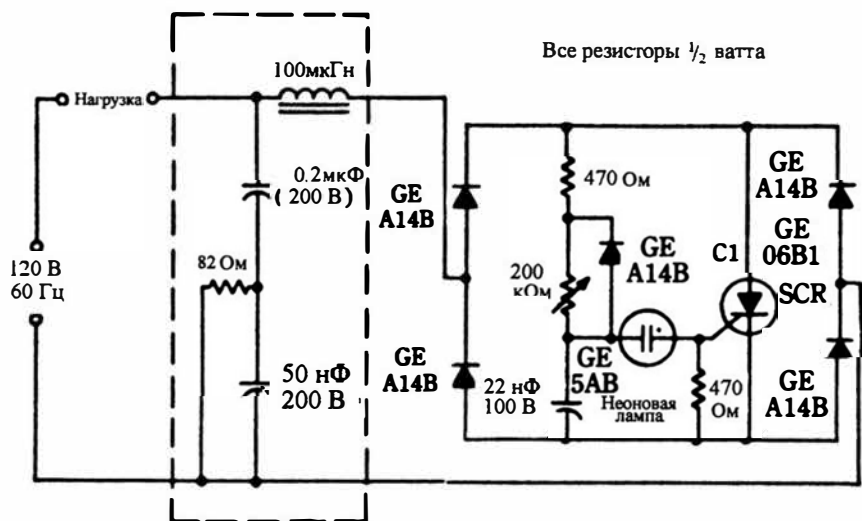 Все резисторы 1/2 ватта
100мкГн
Нагрузка
0.2мкФ
( 200 В )
GE
A14B
470 Ом
GE
A14B
GE
A14B
C1
GE
06B1
SCR
82 Ом
200
кОм
120 В
60 Гц
50 нФ
200 В
GE
A14B
22 нФ
100 В
GE
5AB
Неоновая
лампа
470
Ом
GE
A14B